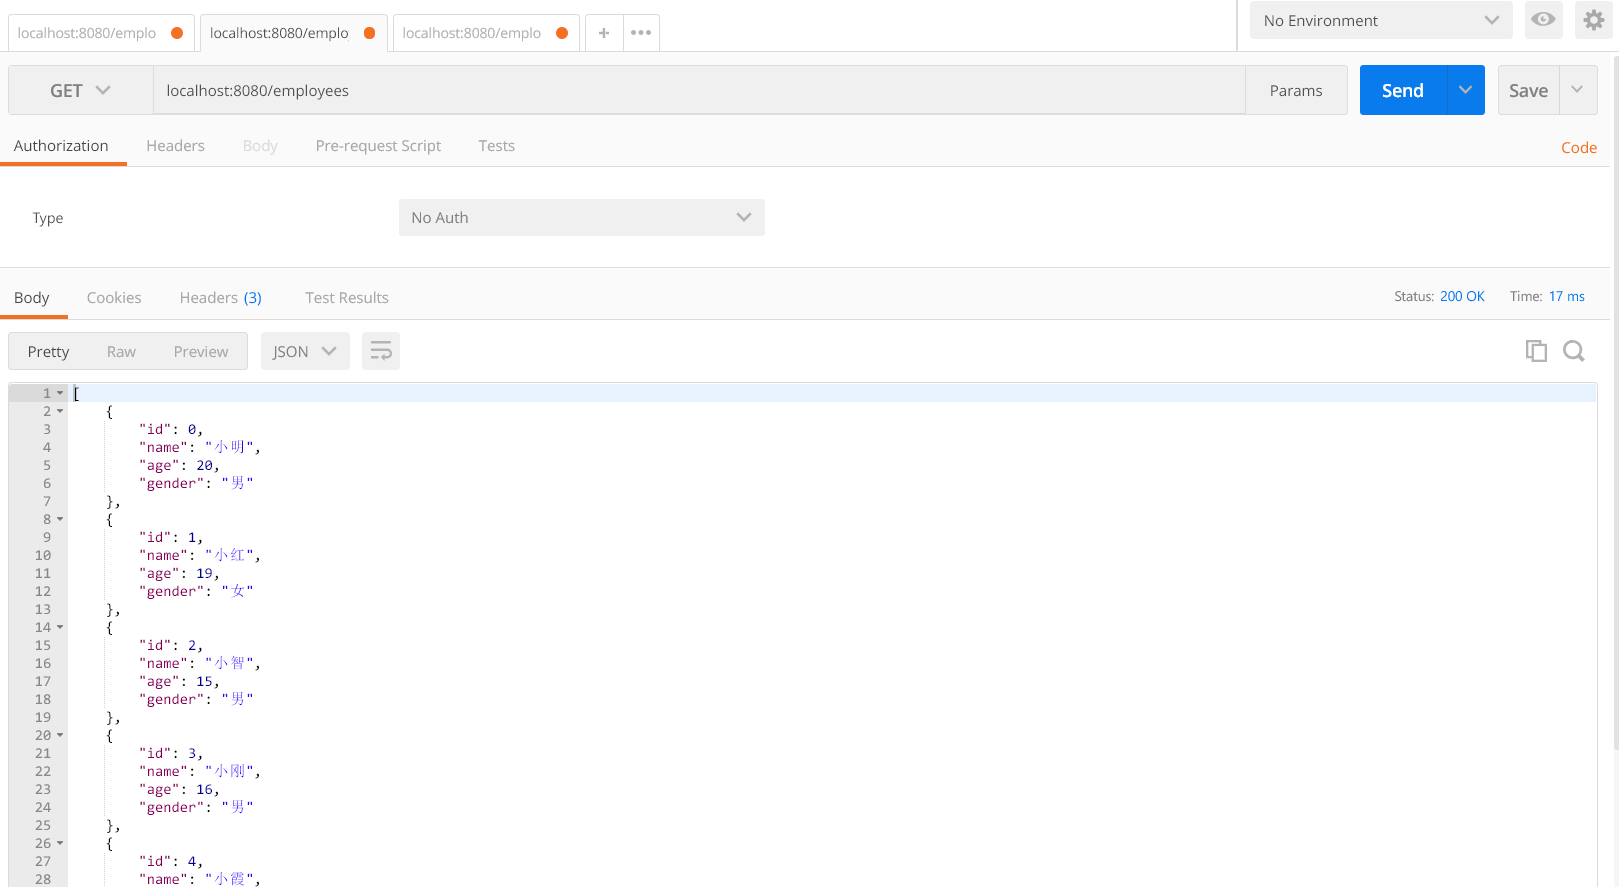 localhost:8080/emplo localhost:8080/emplo localhost:8080/emplo + ••• No Environment
GET localhost:8080/employees Params Send Save
Authorization Headers Body Pre-request Script Tests Code
Type No Auth
Body Cookies Headers (3) Test Results Status: 200 OK Time: 17 ms
Pretty Raw Preview JSON
1 [
2 {
3 "id": 0,
4 "name": "小明",
5 "age": 20,
6 "gender": "男"
7 },
8 {
9 "id": 1,
10 "name": "小红",
11 "age": 19,
12 "gender": "女"
13 },
14 {
15 "id": 2,
16 "name": "小智",
17 "age": 15,
18 "gender": "男"
19 },
20 {
21 "id": 3,
22 "name": "小刚",
23 "age": 16,
24 "gender": "男"
25 },
26 {
27 "id": 4,
28 "name": "小霞",